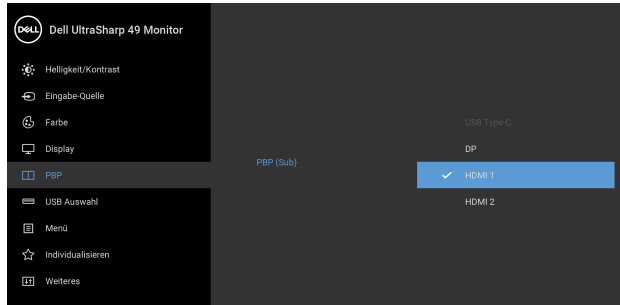 DELL Dell UltraSharp 49 Monitor
Helligkeit/Kontrast
Eingabe-Quelle
Farbe
Display
PBP
USB Auswahl
Menü
Individualisieren
Weiteres
PBP (Sub)
USB Type-C
DP
HDMI 1
HDMI 2